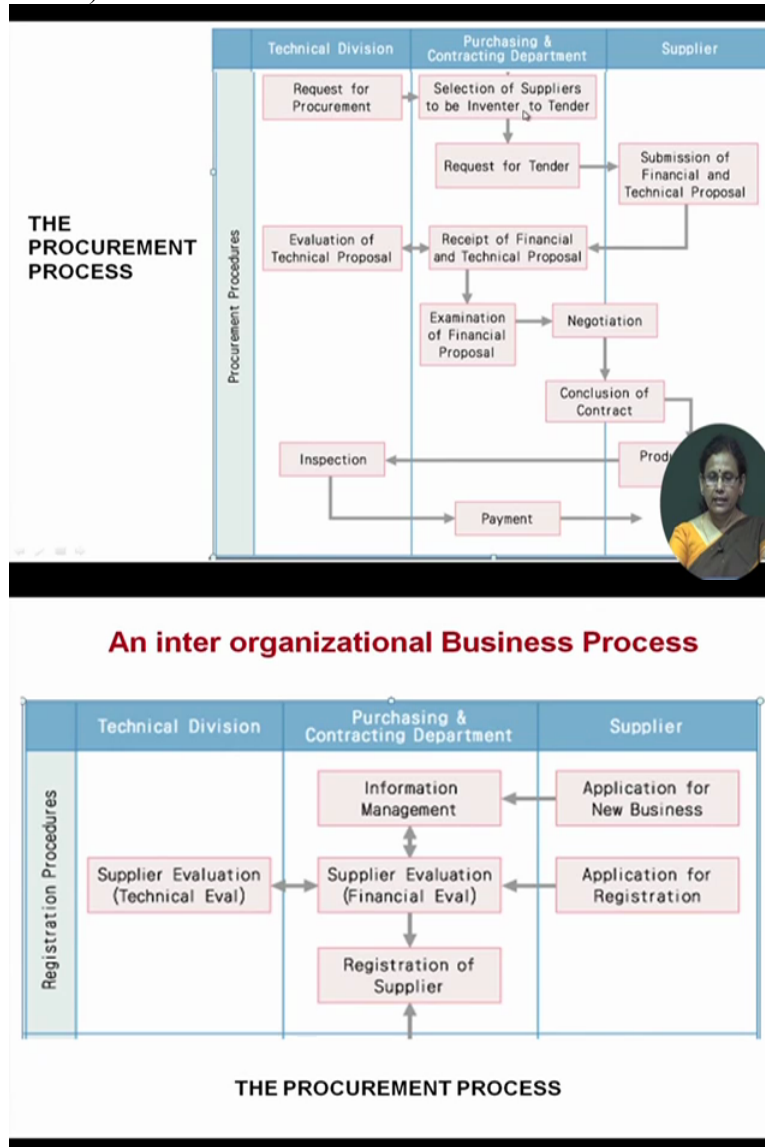 Technical Division
Purchasing &
Contracting Department
Supplier
Request for
Procurement
Selection of Suppliers
to be Inventer to Tender
Request for Tender
Submission of
Financial and
Technical Proposal
THE
PROCUREMENT
PROCESS
Procurement Procedures
Evaluation of
Technical Proposal
Receipt of Financial
and Technical Proposal
Examination
of Financial
Proposal
Negotiation
Conclusion of
Contract
Inspection
Payment
An inter organizational Business Process
Technical Division
Purchasing &
Contracting Department
Supplier
Registration Procedures
Information
Management
Application for
New Business
Supplier Evaluation
(Technical Eval)
Supplier Evaluation
(Financial Eval)
Application for
Registration
Registration of
Supplier
THE PROCUREMENT PROCESS